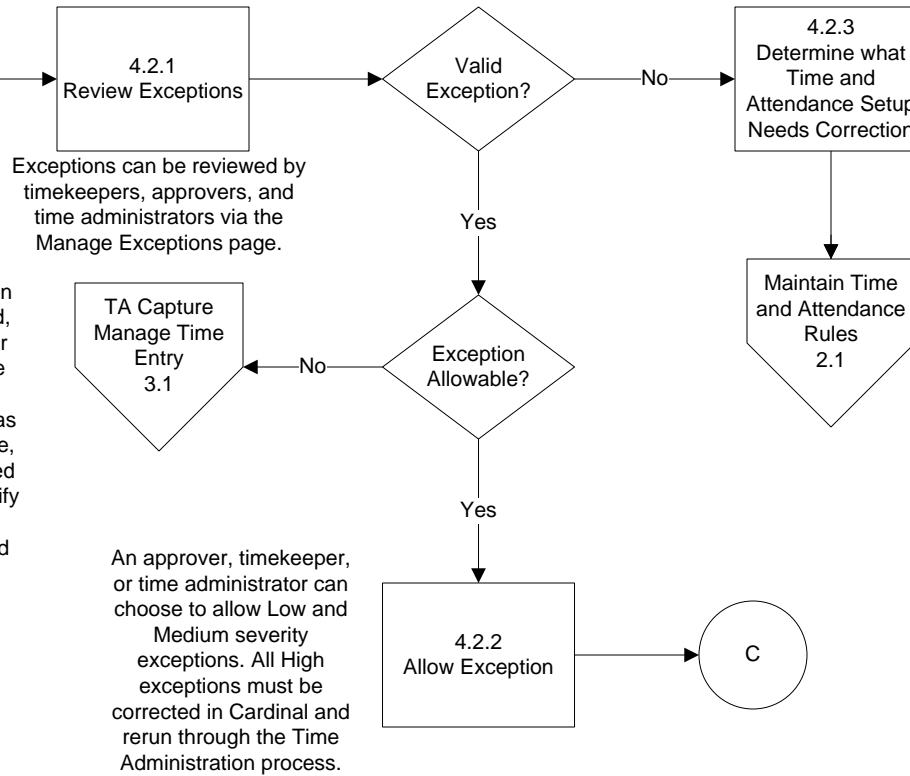 4.2.1
Review Exceptions
Valid
Exception?
No
4.2.3
Determine what
Time and
Attendance Setup
Needs Correction
Exceptions can be reviewed by
timekeepers, approvers, and
time administrators via the
Manage Exceptions page.
Yes
TA Capture
Manage Time
Entry
3.1
No
Exception
Allowable?
Maintain Time
and Attendance
Rules
2.1
Yes
An approver, timekeeper,
or time administrator can
choose to allow Low and
Medium severity
exceptions. All High
exceptions must be
corrected in Cardinal and
rerun through the Time
Administration process.
4.2.2
Allow Exception
C